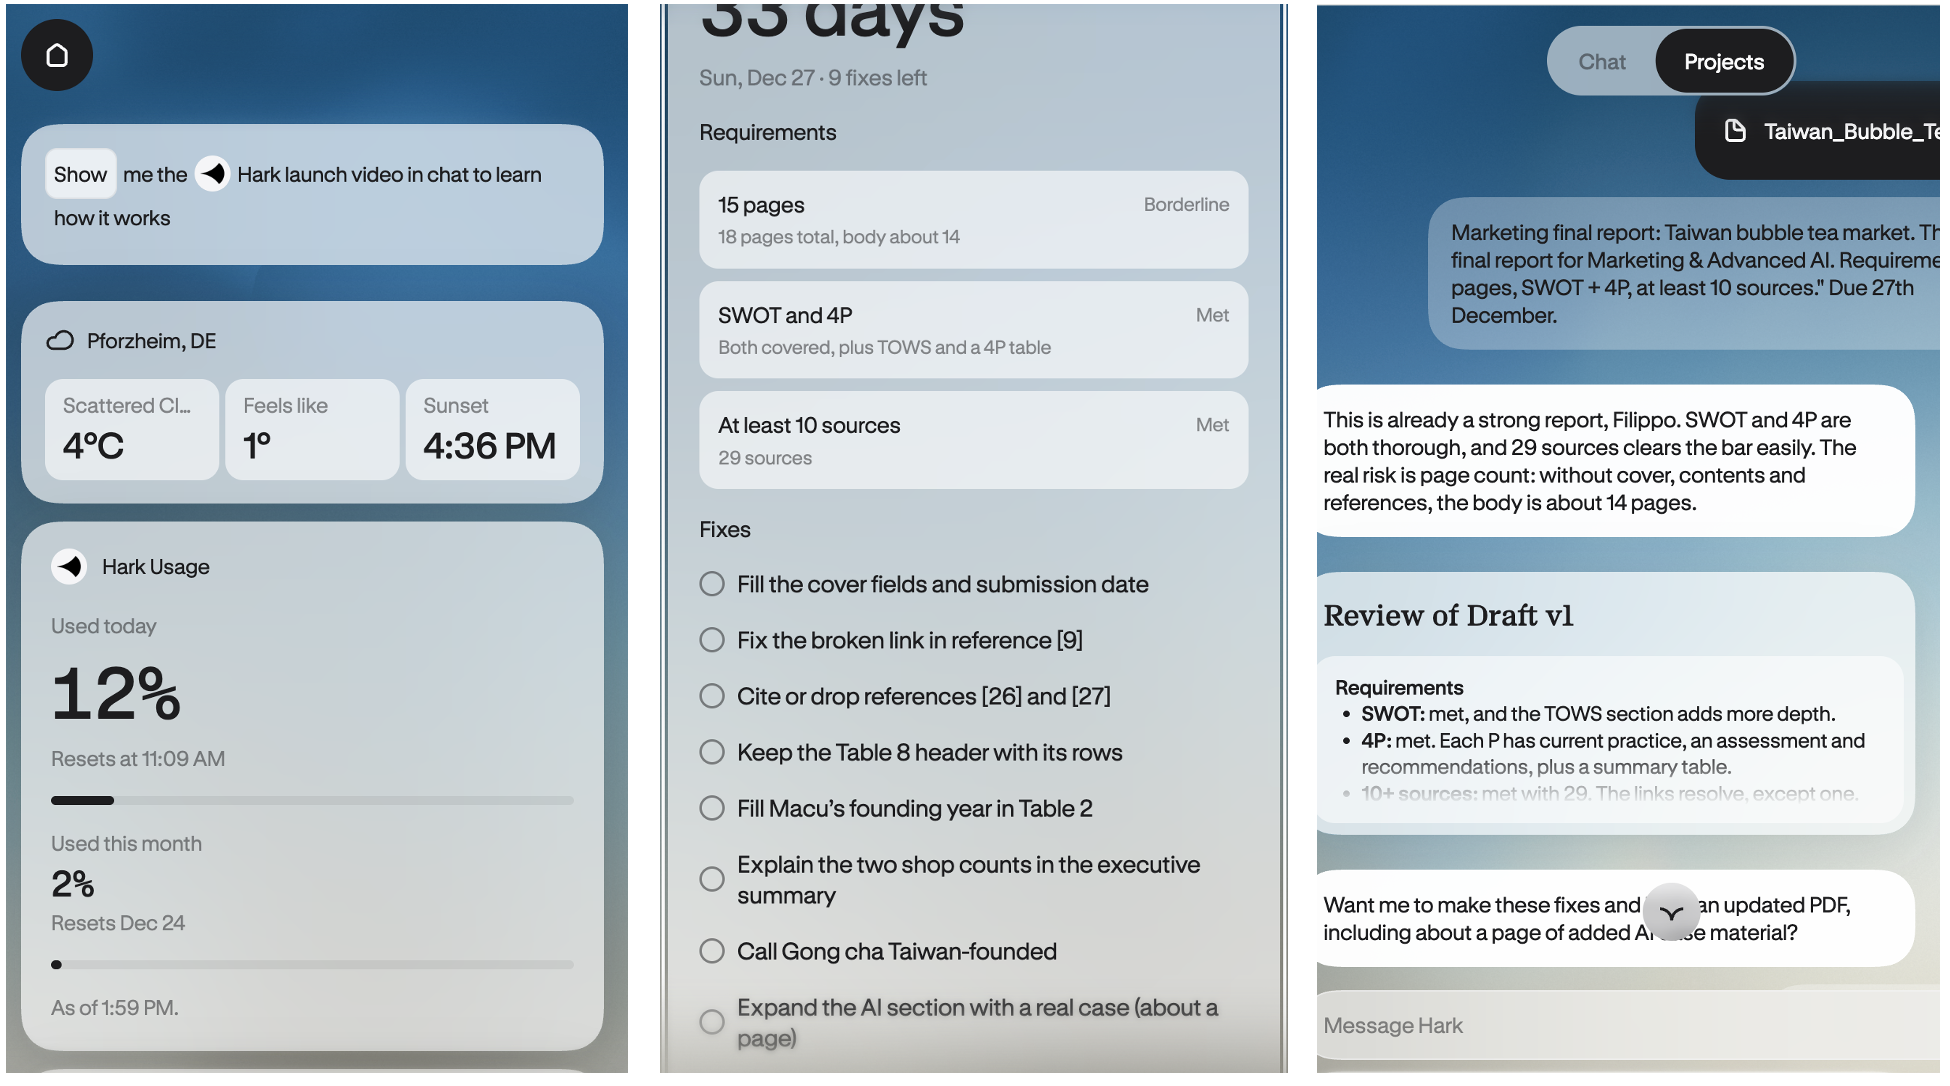 Show me the Hark launch video in chat to learn
how it works
Pforzheim, DE
Scattered Cl...
4°C
Feels like
1°
Sunset
4:36 PM
Hark Usage
Used today
12%
Resets at 11:09 AM
Used this month
2%
Resets Dec 24
As of 1:59 PM.
33 days
Sun, Dec 27 · 9 fixes left
Requirements
15 pages
Borderline
18 pages total, body about 14
SWOT and 4P
Met
Both covered, plus TOWS and a 4P table
At least 10 sources
Met
29 sources
Fixes
Fill the cover fields and submission date
Fix the broken link in reference [9]
Cite or drop references [26] and [27]
Keep the Table 8 header with its rows
Fill Macu’s founding year in Table 2
Explain the two shop counts in the executive
summary
Call Gong cha Taiwan-founded
Expand the AI section with a real case (about a
page)
Chat
Projects
Taiwan_Bubble_Te
Marketing final report: Taiwan bubble tea market. Th
final report for Marketing & Advanced AI. Requireme
pages, SWOT + 4P, at least 10 sources." Due 27th
December.
This is already a strong report, Filippo. SWOT and 4P are
both thorough, and 29 sources clears the bar easily. The
real risk is page count: without cover, contents and
references, the body is about 14 pages.
Review of Draft v1
Requirements
• SWOT: met, and the TOWS section adds more depth.
• 4P: met. Each P has current practice, an assessment and
recommendations, plus a summary table.
• 10+ sources: met with 29. The links resolve, except one.
Want me to make these fixes and an updated PDF,
including about a page of added material?
Message Hark